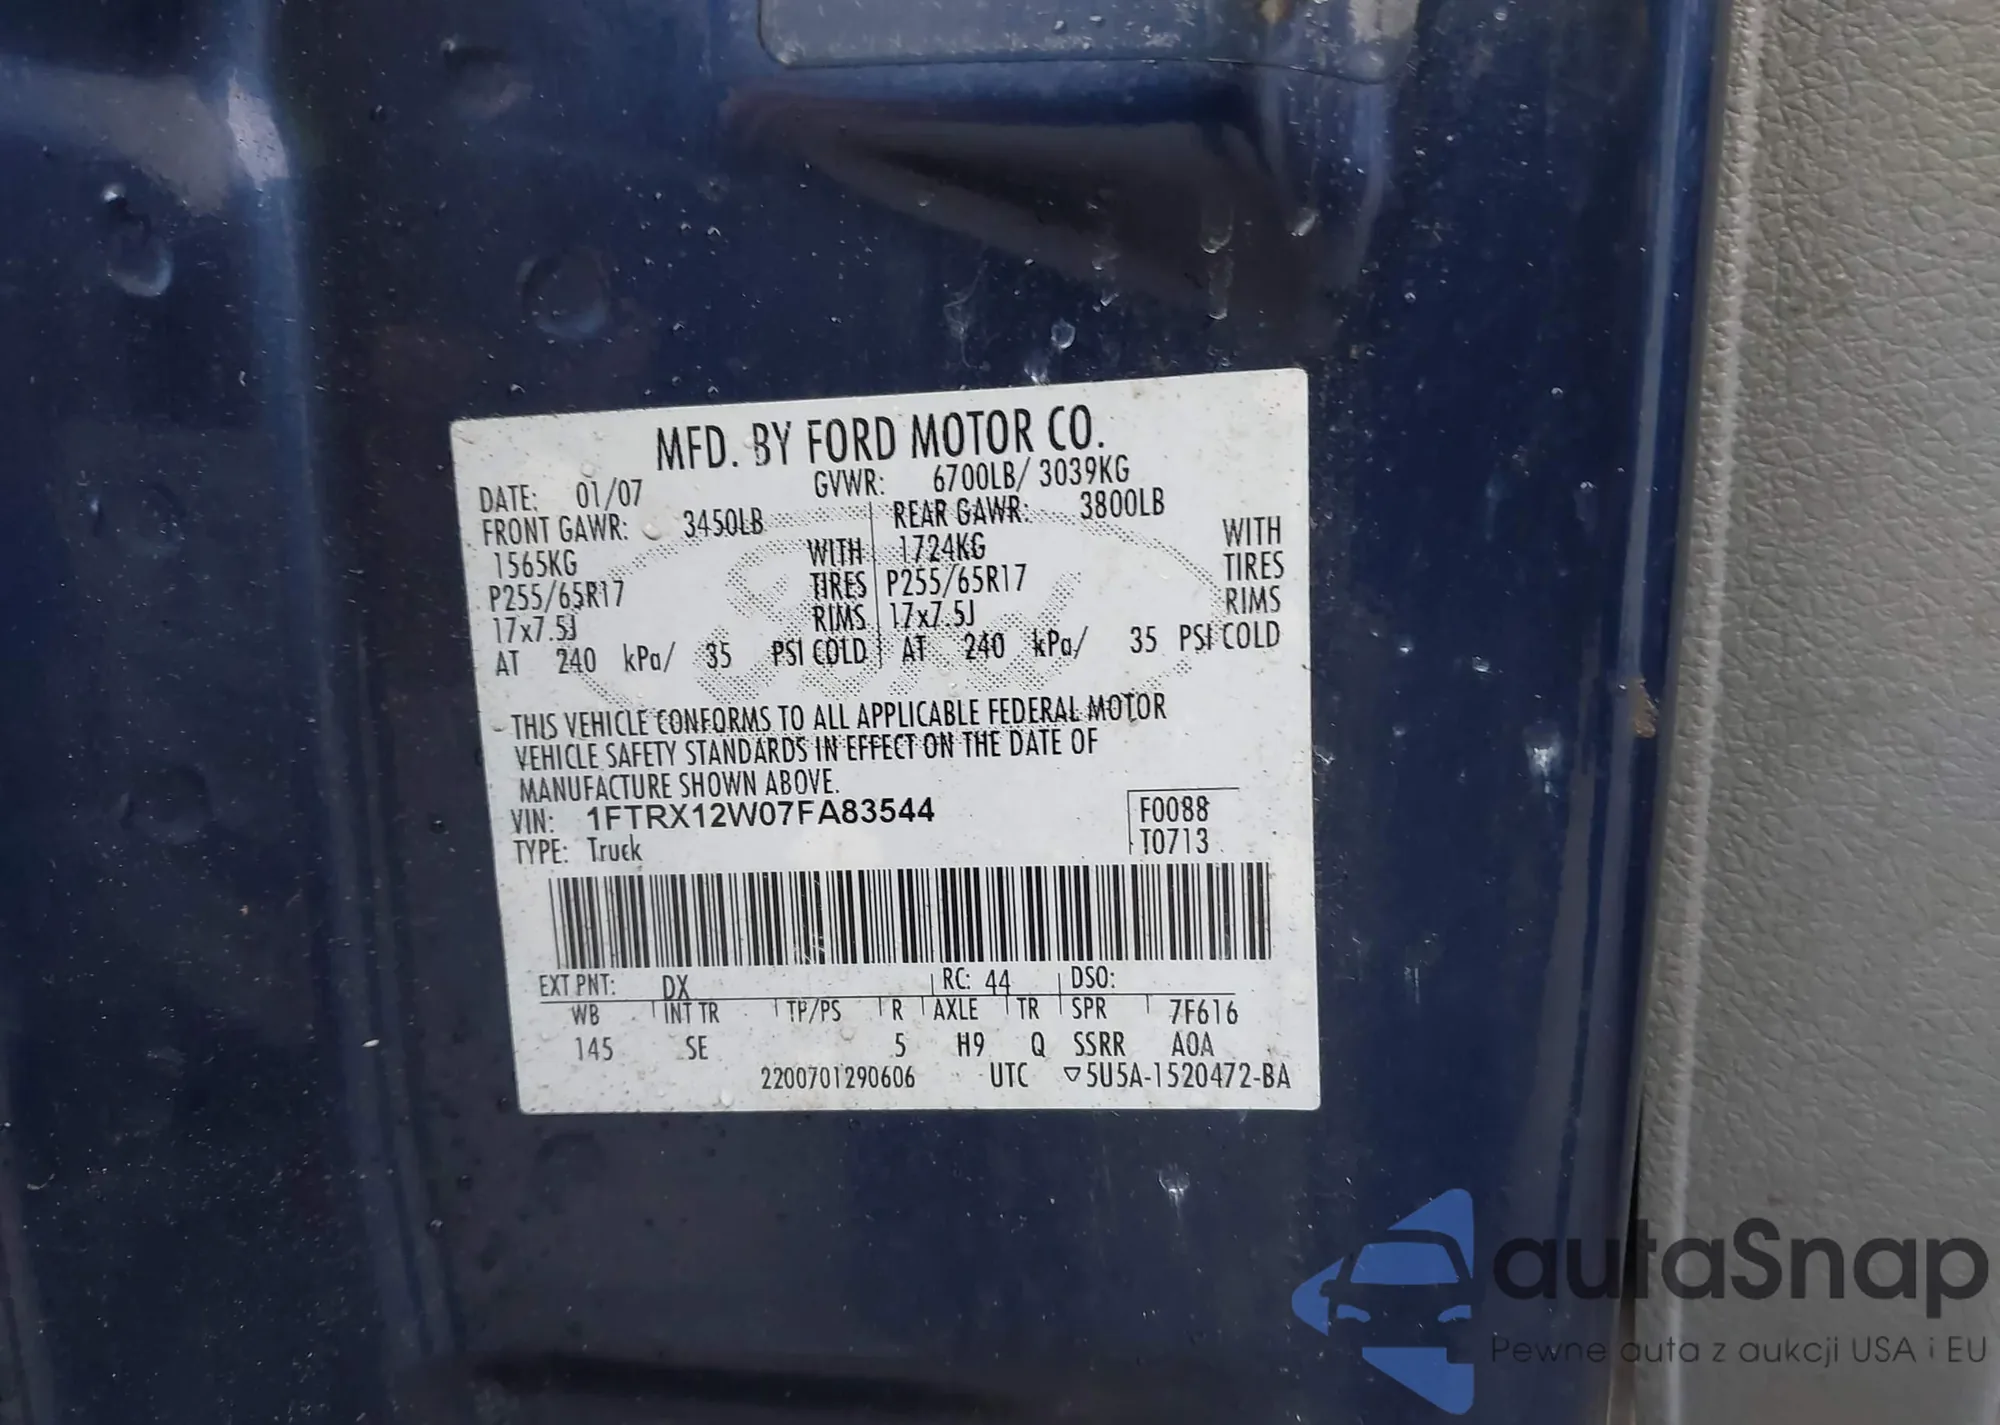 MFD. BY FORD MOTOR CO.
DATE: 01/07 GVWR: 6700LB/ 3039KG
FRONT GAWR: 3450LB REAR GAWR: 3800LB
1565KG WITH 1724KG WITH
P255/65R17 TIRES P255/65R17 TIRES
17x7.5J RIMS 17x7.5J RIMS
AT 240 kPa/ 35 PSI COLD AT 240 kPa/ 35 PSI COLD
THIS VEHICLE CONFORMS TO ALL APPLICABLE FEDERAL MOTOR
VEHICLE SAFETY STANDARDS IN EFFECT ON THE DATE OF
MANUFACTURE SHOWN ABOVE.
VIN: 1FTRX12W07FA83544 F0088
TYPE: Truck T0713
EXT PNT: DX RC: 44 DSO:
WB INT TR TP/PS R AXLE TR SPR 7F616
145 SE 5 H9 Q SSRR AOA
2200701290606 UTC ▽5U5A-1520472-BA
autaSnap
Pewne auta z aukcji USA i EU